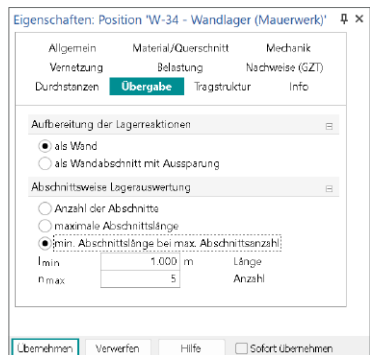 Eigenschaften: Position 'W-34 - Wandlager (Mauerwerk)'
Allgemein Material/Querschnitt Mechanik
Vernetzung Belastung Nachweise (GZT)
Durchstanzen Übergabe Tragstruktur Info
Aufbereitung der Lagerreaktionen
als Wand
als Wandabschnitt mit Aussparung
Abschnittsweise Lagerauswertung
Anzahl der Abschnitte
maximale Abschnittslänge
min. Abschnittslänge bei max. Abschnittsanzahl
lmin 1.000 m Länge
nmax 5 Anzahl
Übernehmen Verwerfen Hilfe Sofort übernehmen